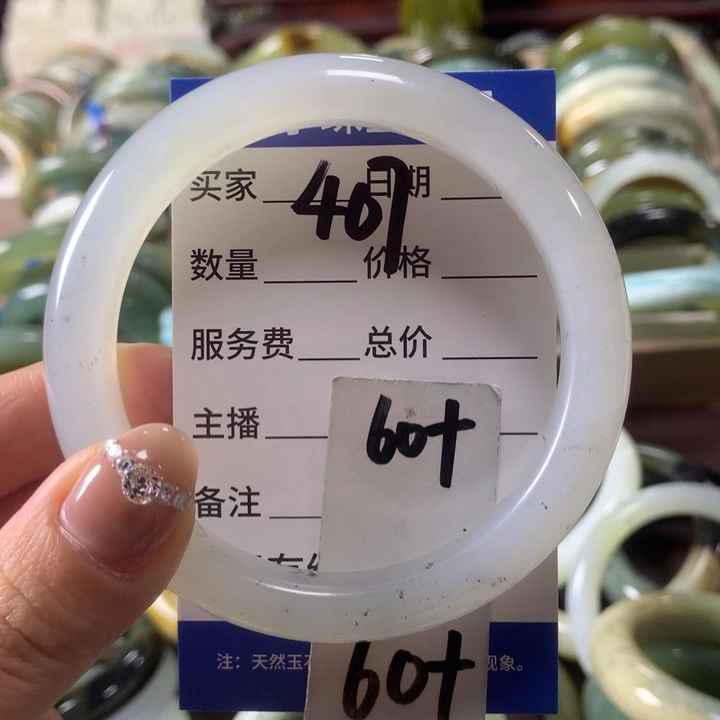 买家 407 日期
数量 价格
服务费 总价
主播
60+
备注
注：天然玉 现象。
60+